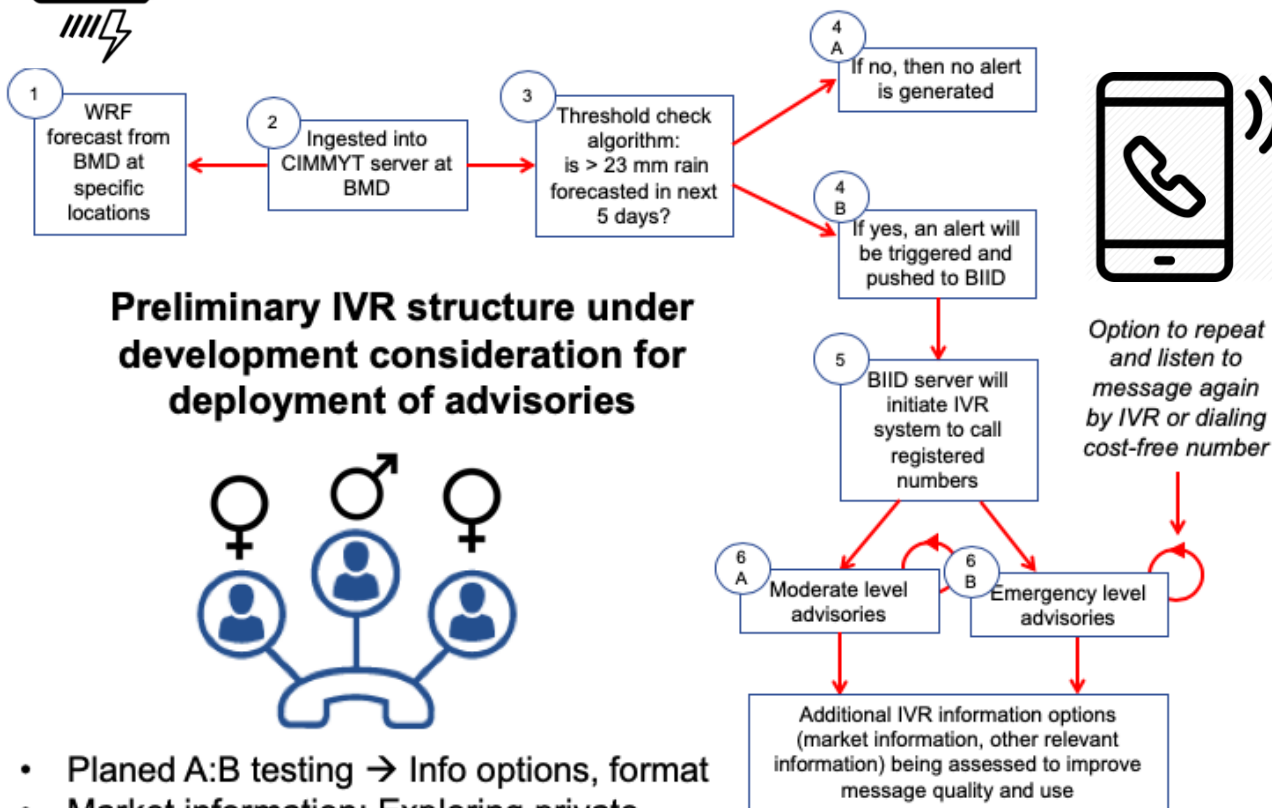 1
WRF
forecast from
BMD at
specific
locations
2
Ingested into
CIMMYT server at
BMD
3
Threshold check
algorithm:
is > 23 mm rain
forecasted in next
5 days?
4
A
If no, then no alert
is generated
4
B
If yes, an alert will
be triggered and
pushed to BIID
Preliminary IVR structure under
development consideration for
deployment of advisories
Option to repeat
and listen to
message again
by IVR or dialing
cost-free number
5
BIID server will
initiate IVR
system to call
registered
numbers
6
A
Moderate level
advisories
6
B
Emergency level
advisories
Additional IVR information options
(market information, other relevant
information) being assessed to improve
message quality and use
• Planed A:B testing → Info options, format
• Market information: Exploring private